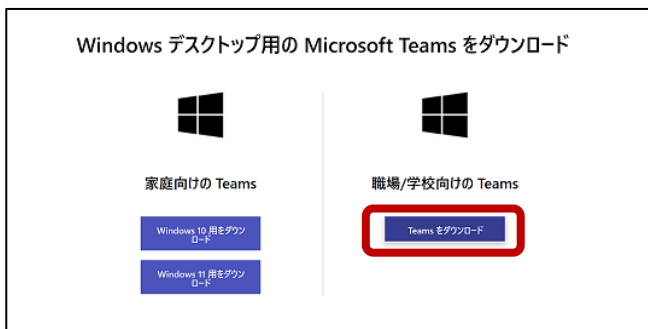 Windows デスクトップ用の Microsoft Teams をダウンロード
家庭向けの Teams
Windows 10 用をダウン
ロード
Windows 11 用をダウン
ロード
職場/学校向けの Teams
Teams をダウンロード